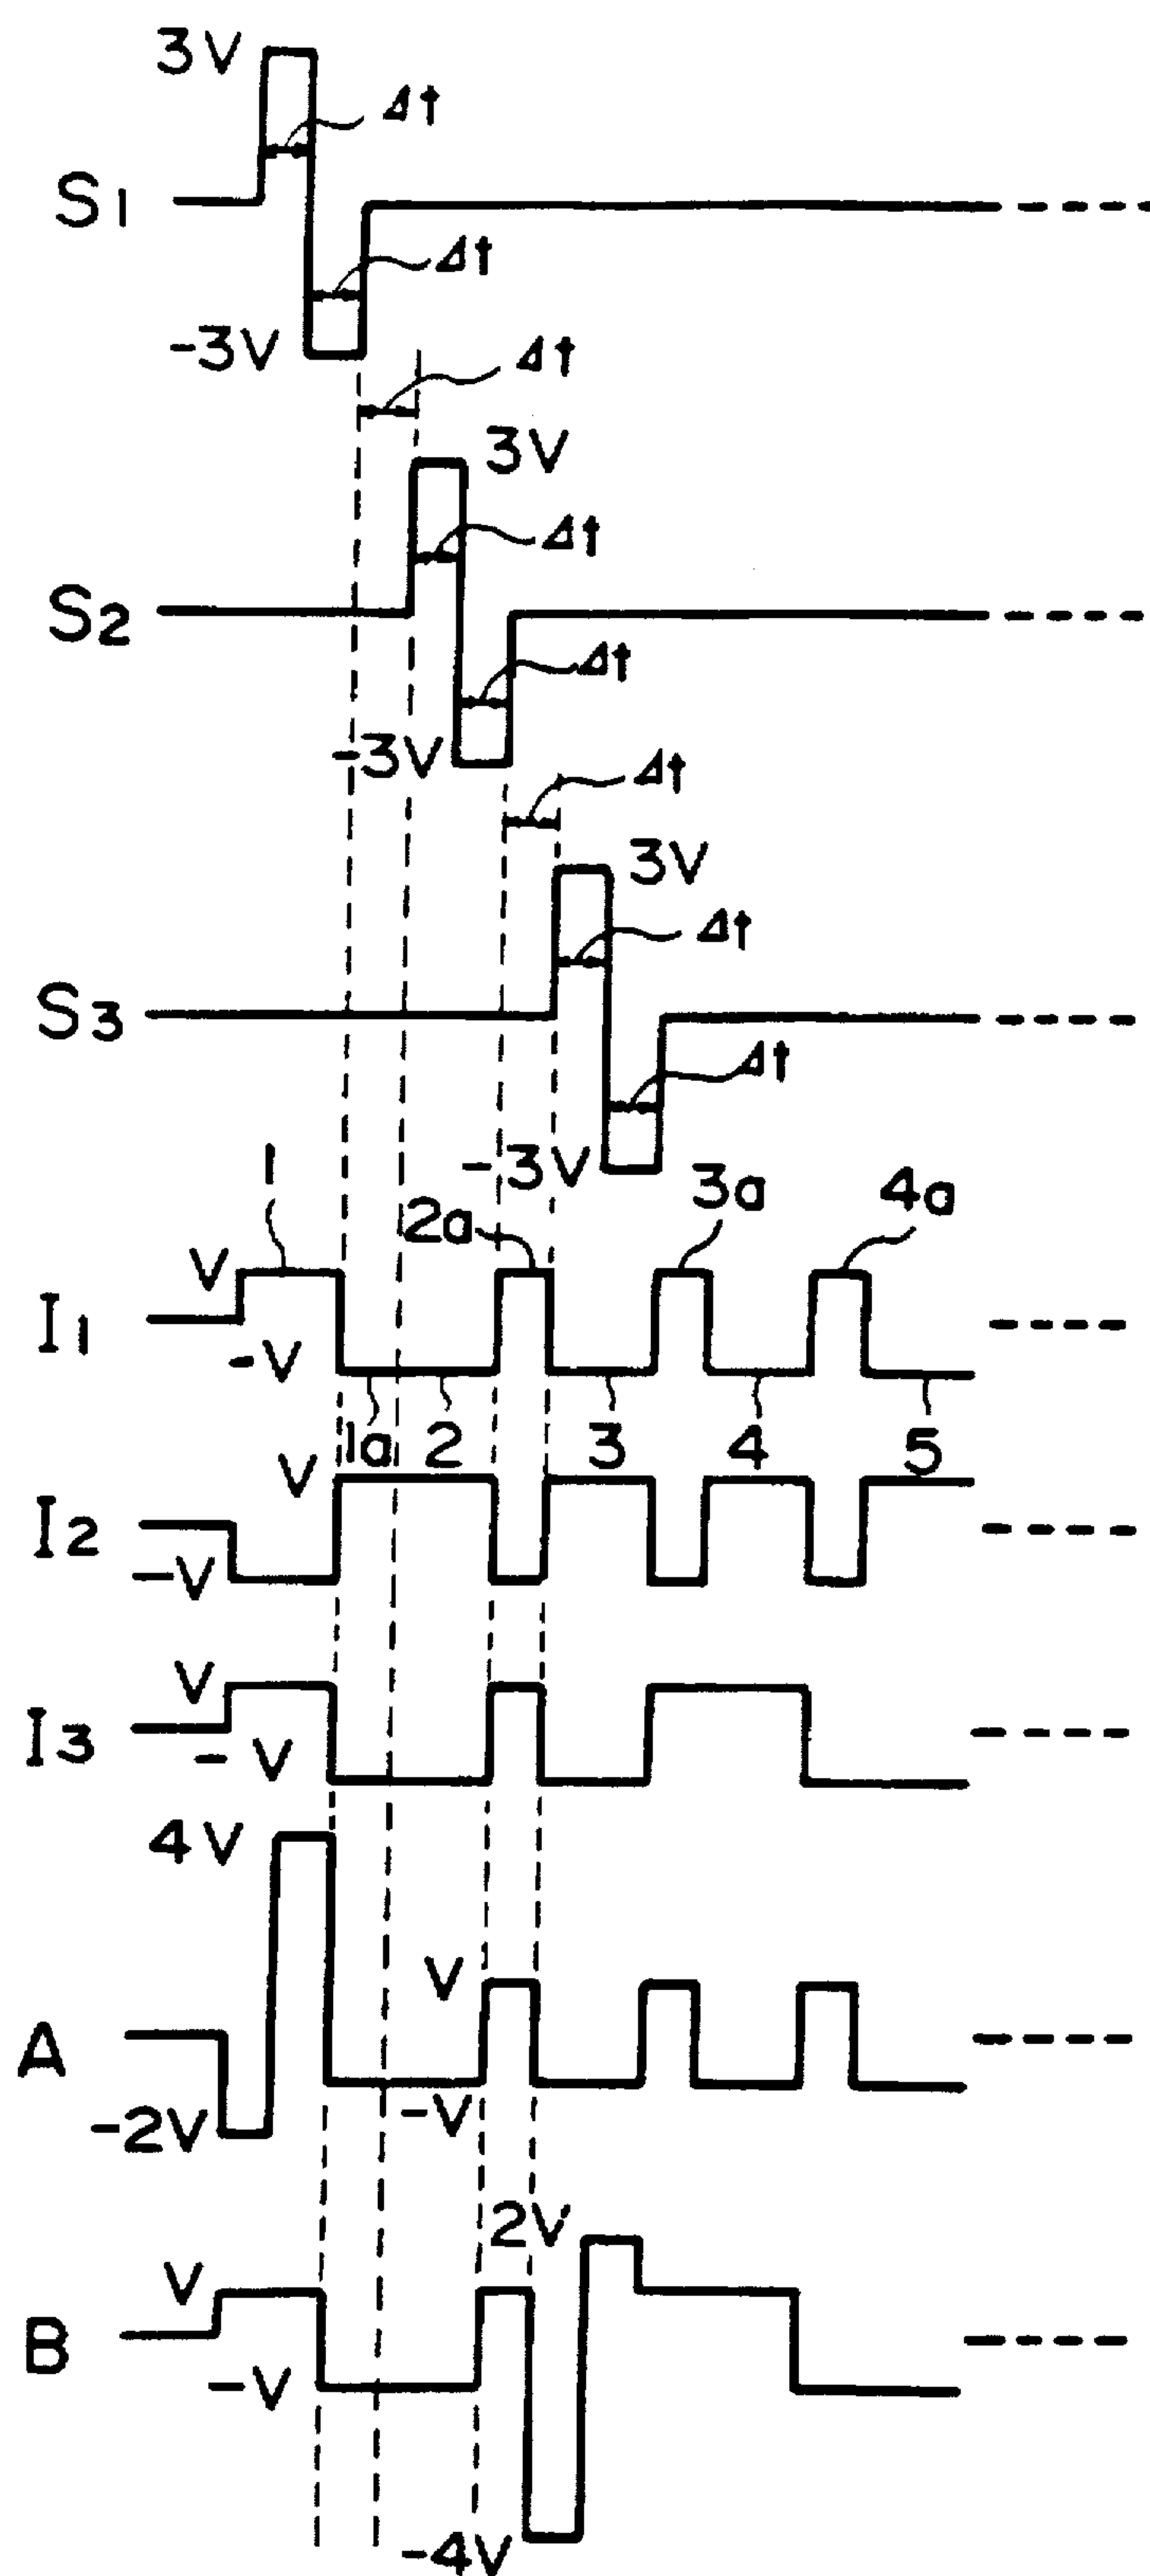 3V
Δt
S1
Δt
-3V
Δt
3V
Δt
S2
Δt
-3V
Δt
3V
Δt
S3
Δt
-3V
1
2a
3a
4a
V
I1
-V
1a
2
3
4
5
V
I2
-V
V
I3
-V
4V
V
A
-2V
-V
2V
V
B
-V
-4V